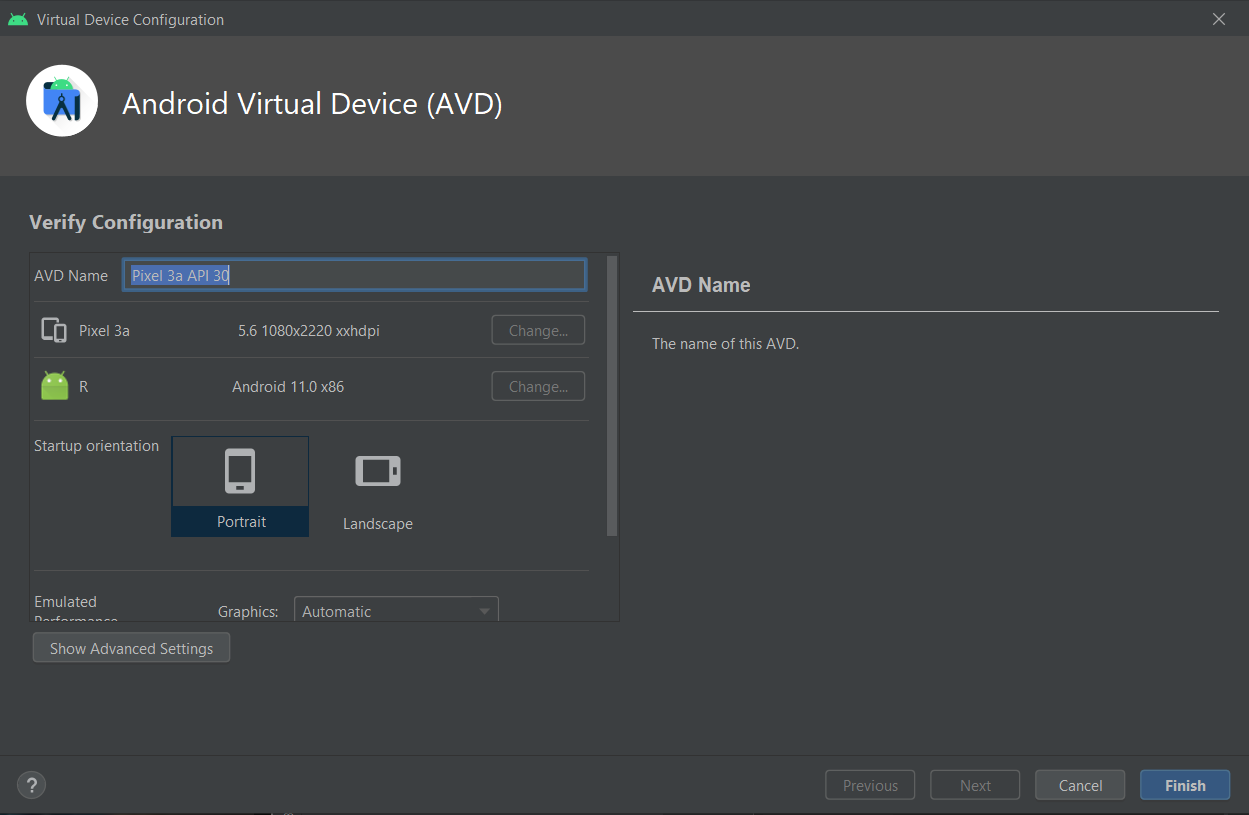 Virtual Device Configuration
Android Virtual Device (AVD)
Verify Configuration
AVD Name Pixel 3a API 30
Pixel 3a 5.6 1080x2220 xxhdpi Change...
R Android 11.0 x86 Change...
Startup orientation
Portrait
Landscape
Emulated
Performance
Graphics: Automatic
Show Advanced Settings
AVD Name
The name of this AVD.
?
Previous Next Cancel Finish